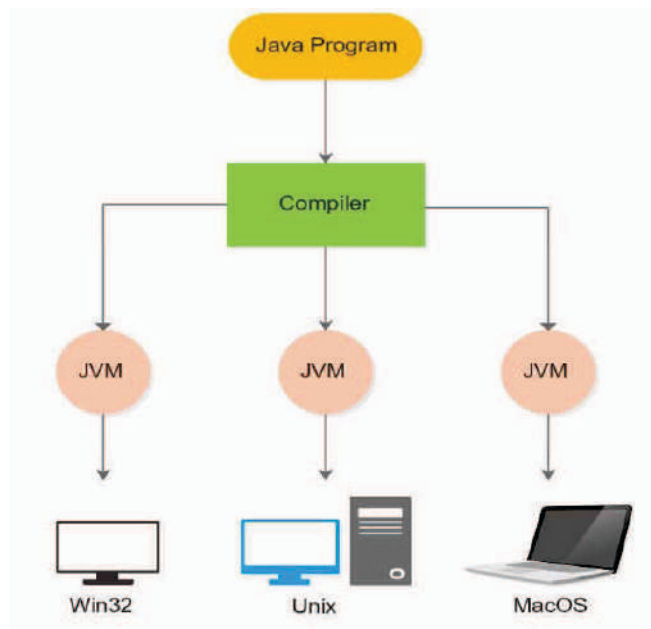 Java Program
Compiler
JVM
JVM
JVM
Win32
Unix
MacOS